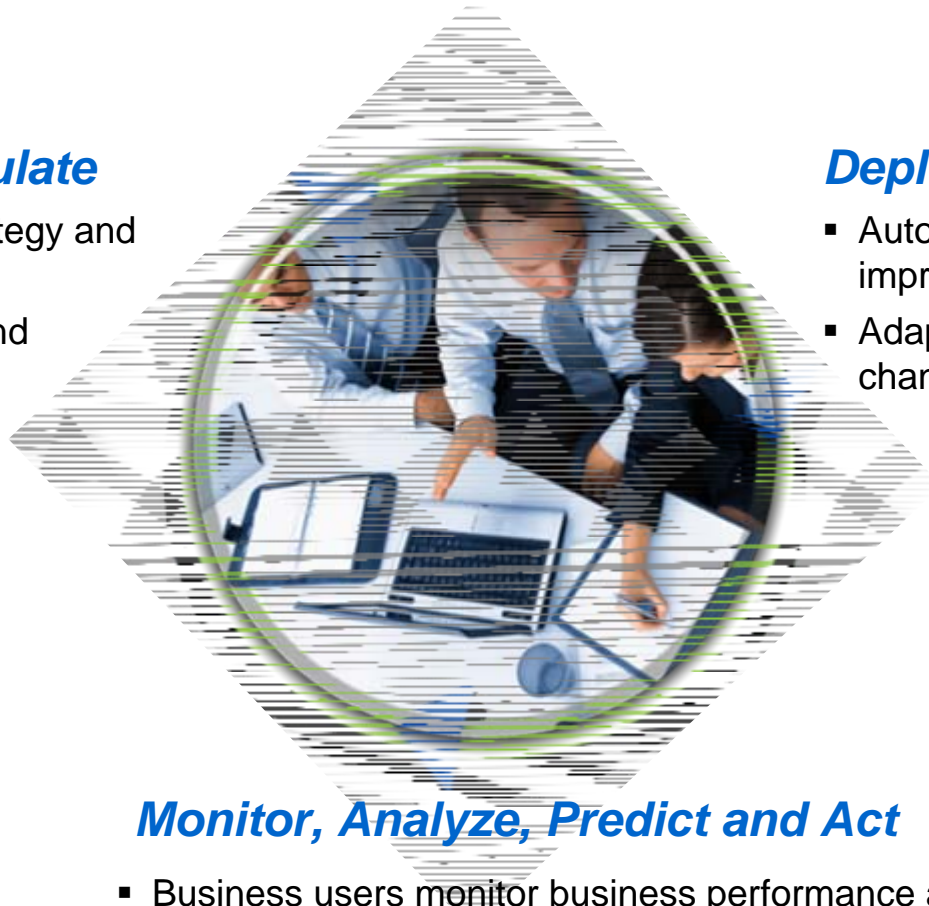 ulate
tegy and
nd
Depl
▪ Auto
impr
▪ Adap
char
Monitor, Analyze, Predict and Act
▪ Business users monitor business performance a